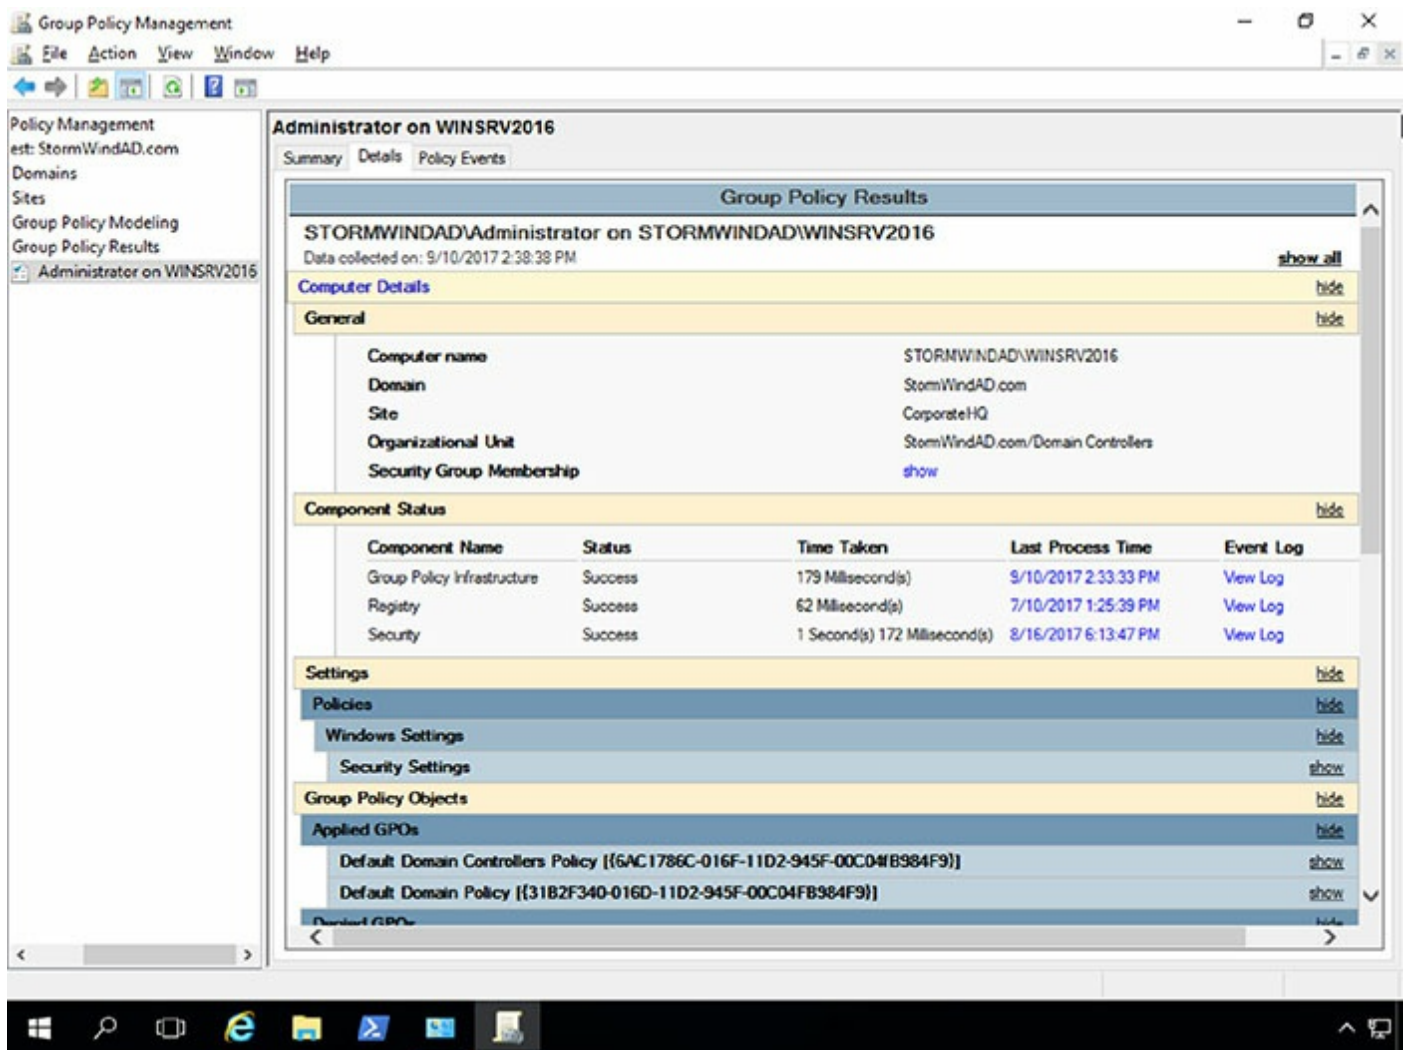 Group Policy Management
File Action View Window Help
Policy Management
est: StormWindAD.com
Domains
Sites
Group Policy Modeling
Group Policy Results
Administrator on WINSRV2016
Administrator on WINSRV2016
Summary Details Policy Events
Group Policy Results
STORMWINDAD\Administrator on STORMWINDAD\WINSRV2016
Data collected on: 9/10/2017 2:38:38 PM show all
Computer Details hide
General hide
Computer name STORMWINDAD\WINSRV2016
Domain StormWindAD.com
Site CorporateHQ
Organizational Unit StormWindAD.com/Domain Controllers
Security Group Membership show
Component Status hide
Component Name Status Time Taken Last Process Time Event Log
Group Policy Infrastructure Success 179 Millisecond(s) 9/10/2017 2:33:33 PM View Log
Registry Success 62 Millisecond(s) 7/10/2017 1:25:39 PM View Log
Security Success 1 Second(s) 172 Millisecond(s) 8/16/2017 6:13:47 PM View Log
Settings hide
Policies hide
Windows Settings hide
Security Settings show
Group Policy Objects hide
Applied GPOs hide
Default Domain Controllers Policy [{6AC1786C-016F-11D2-945F-00C04fB984F9}] show
Default Domain Policy [{31B2F340-016D-11D2-945F-00C04FB984F9}] show
Denied GPOs hide